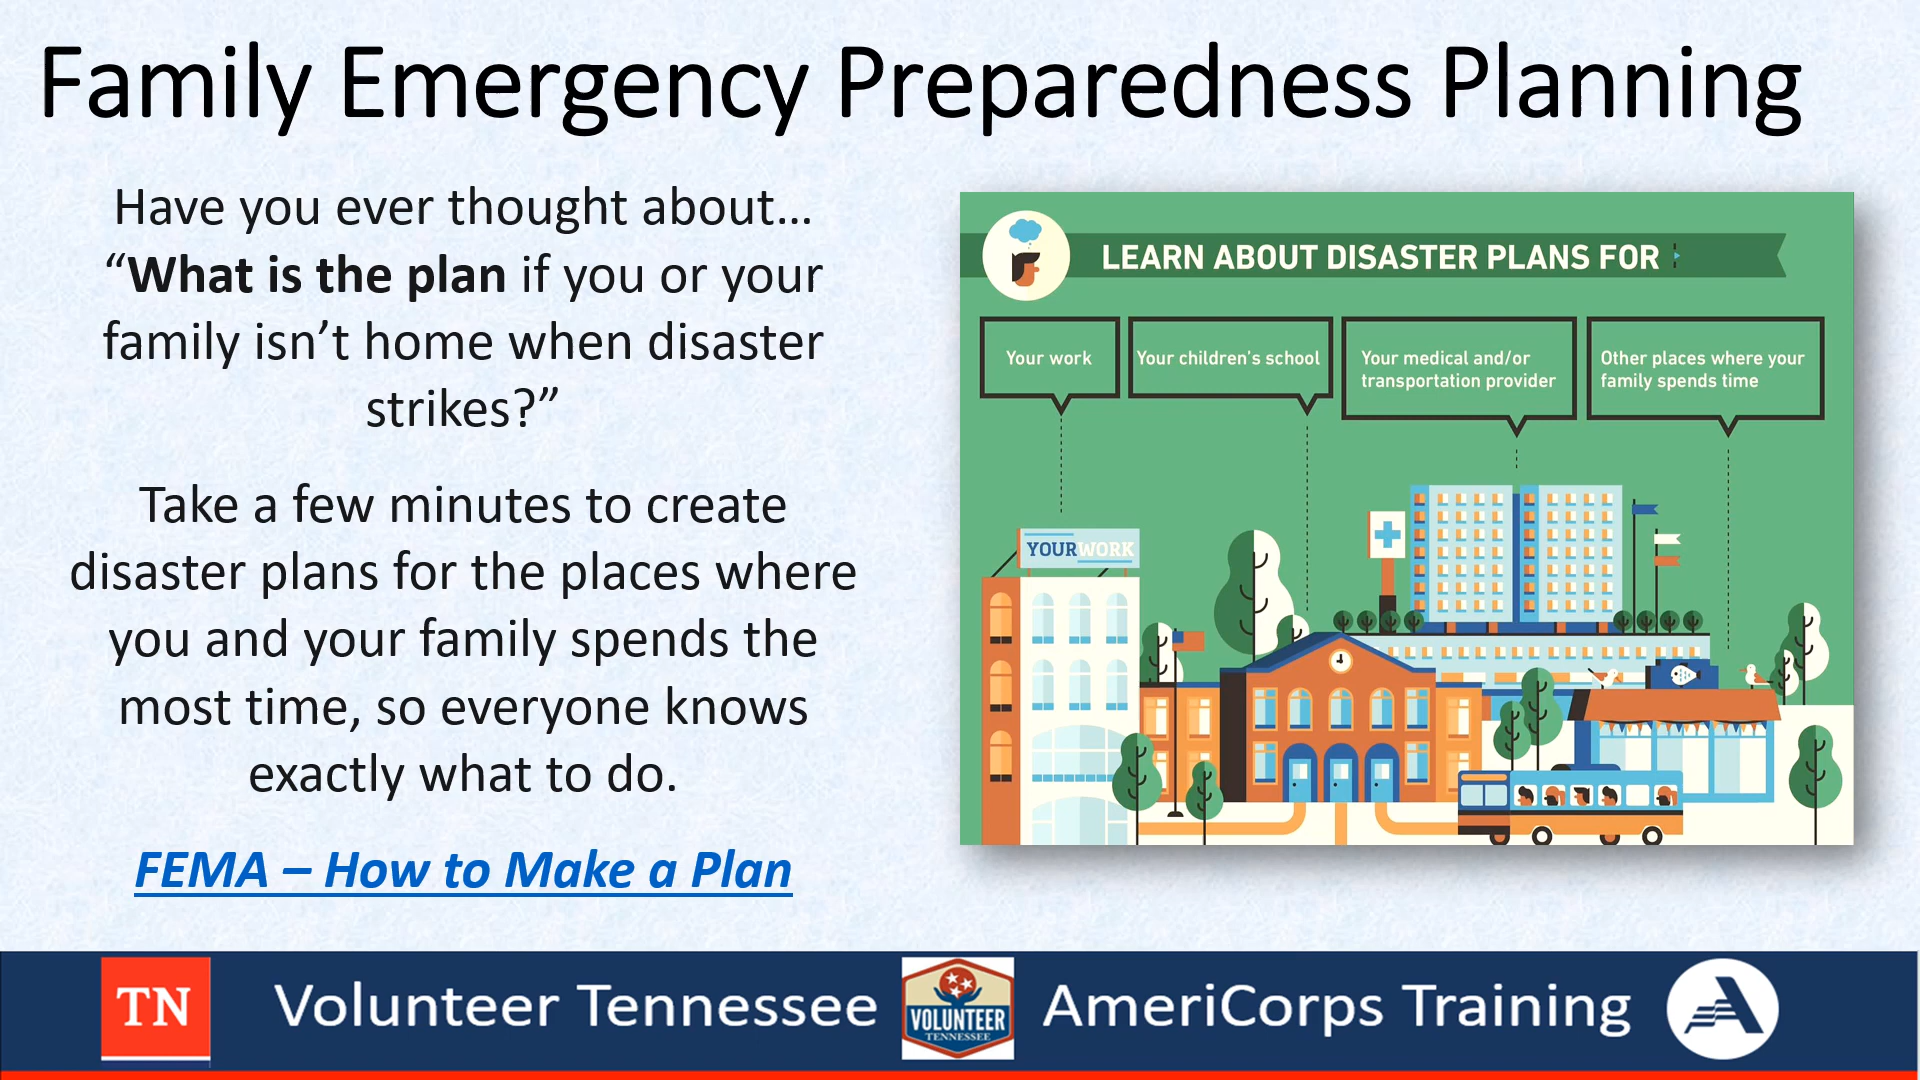 Family Emergency Preparedness Planning
Have you ever thought about…
“What is the plan if you or your
family isn’t home when disaster
strikes?”
Take a few minutes to create
disaster plans for the places where
you and your family spends the
most time, so everyone knows
exactly what to do.
FEMA – How to Make a Plan
LEARN ABOUT DISASTER PLANS FOR
Your work
Your children's school
Your medical and/or
transportation provider
Other places where your
family spends time
YOURWORK
TN
Volunteer Tennessee
VOLUNTEER
TENNESSEE
AmeriCorps Training